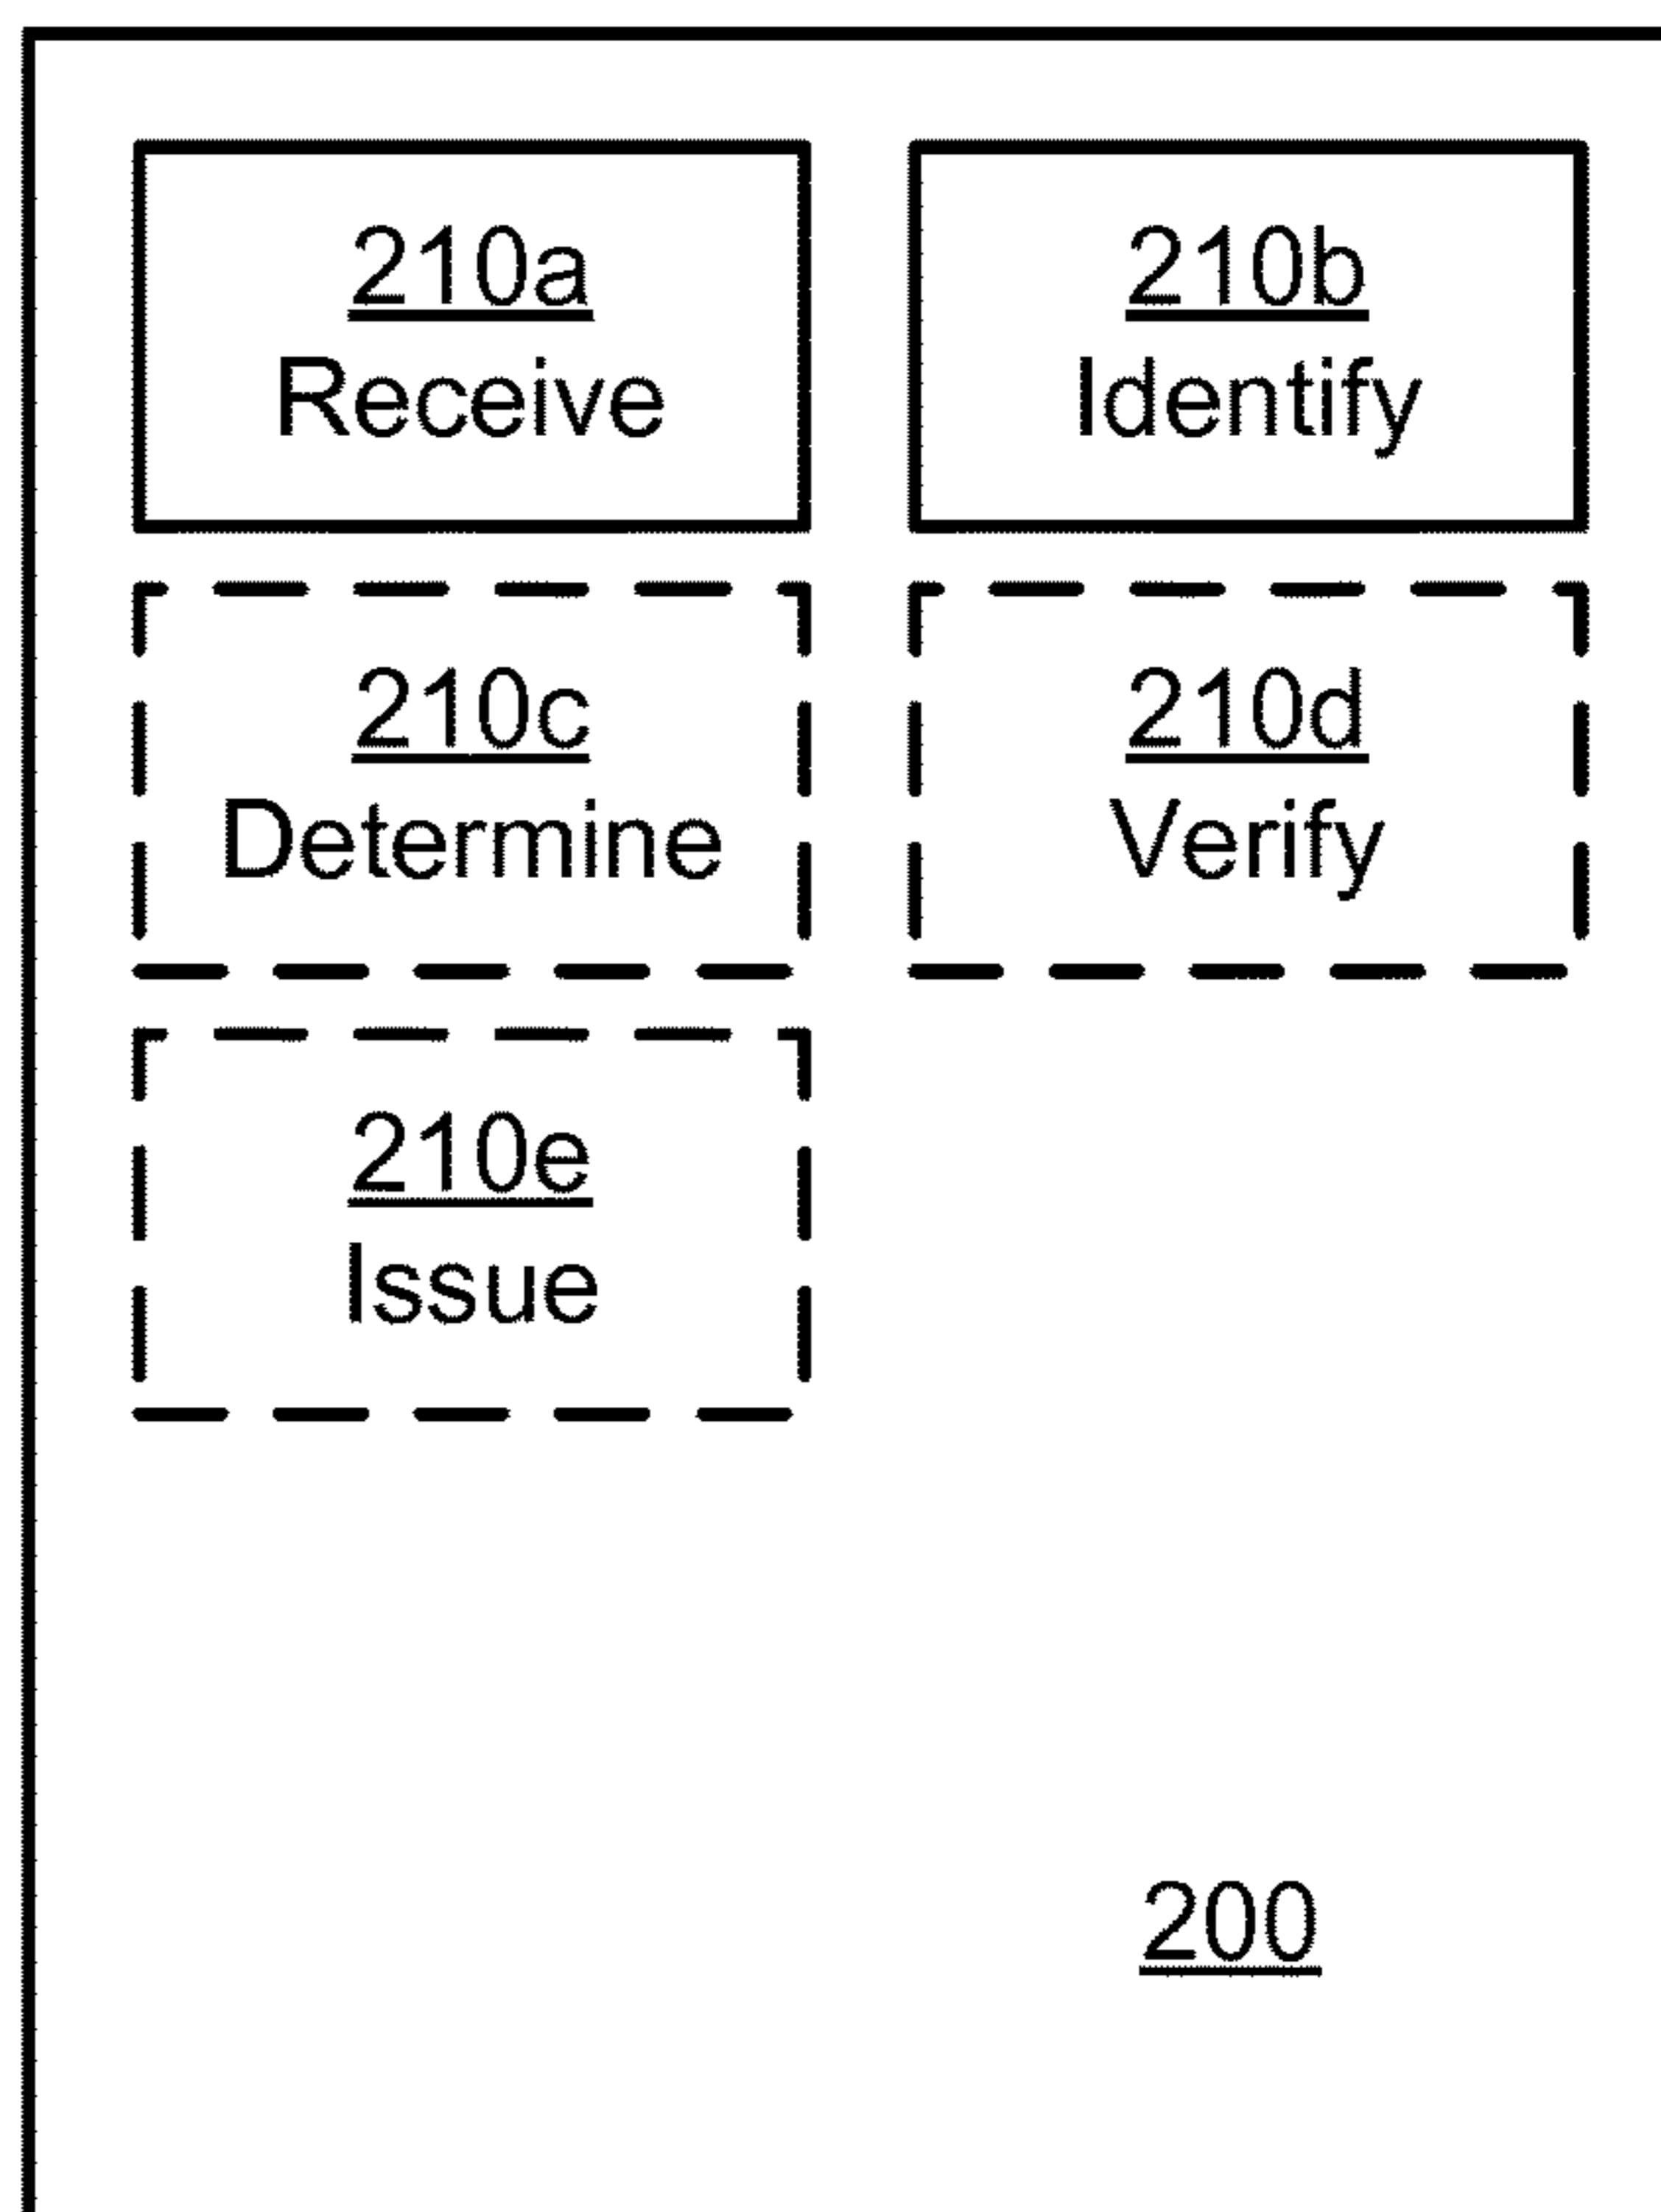 210a
Receive
210b
Identify
210c
Determine
210d
Verify
210e
Issue
200